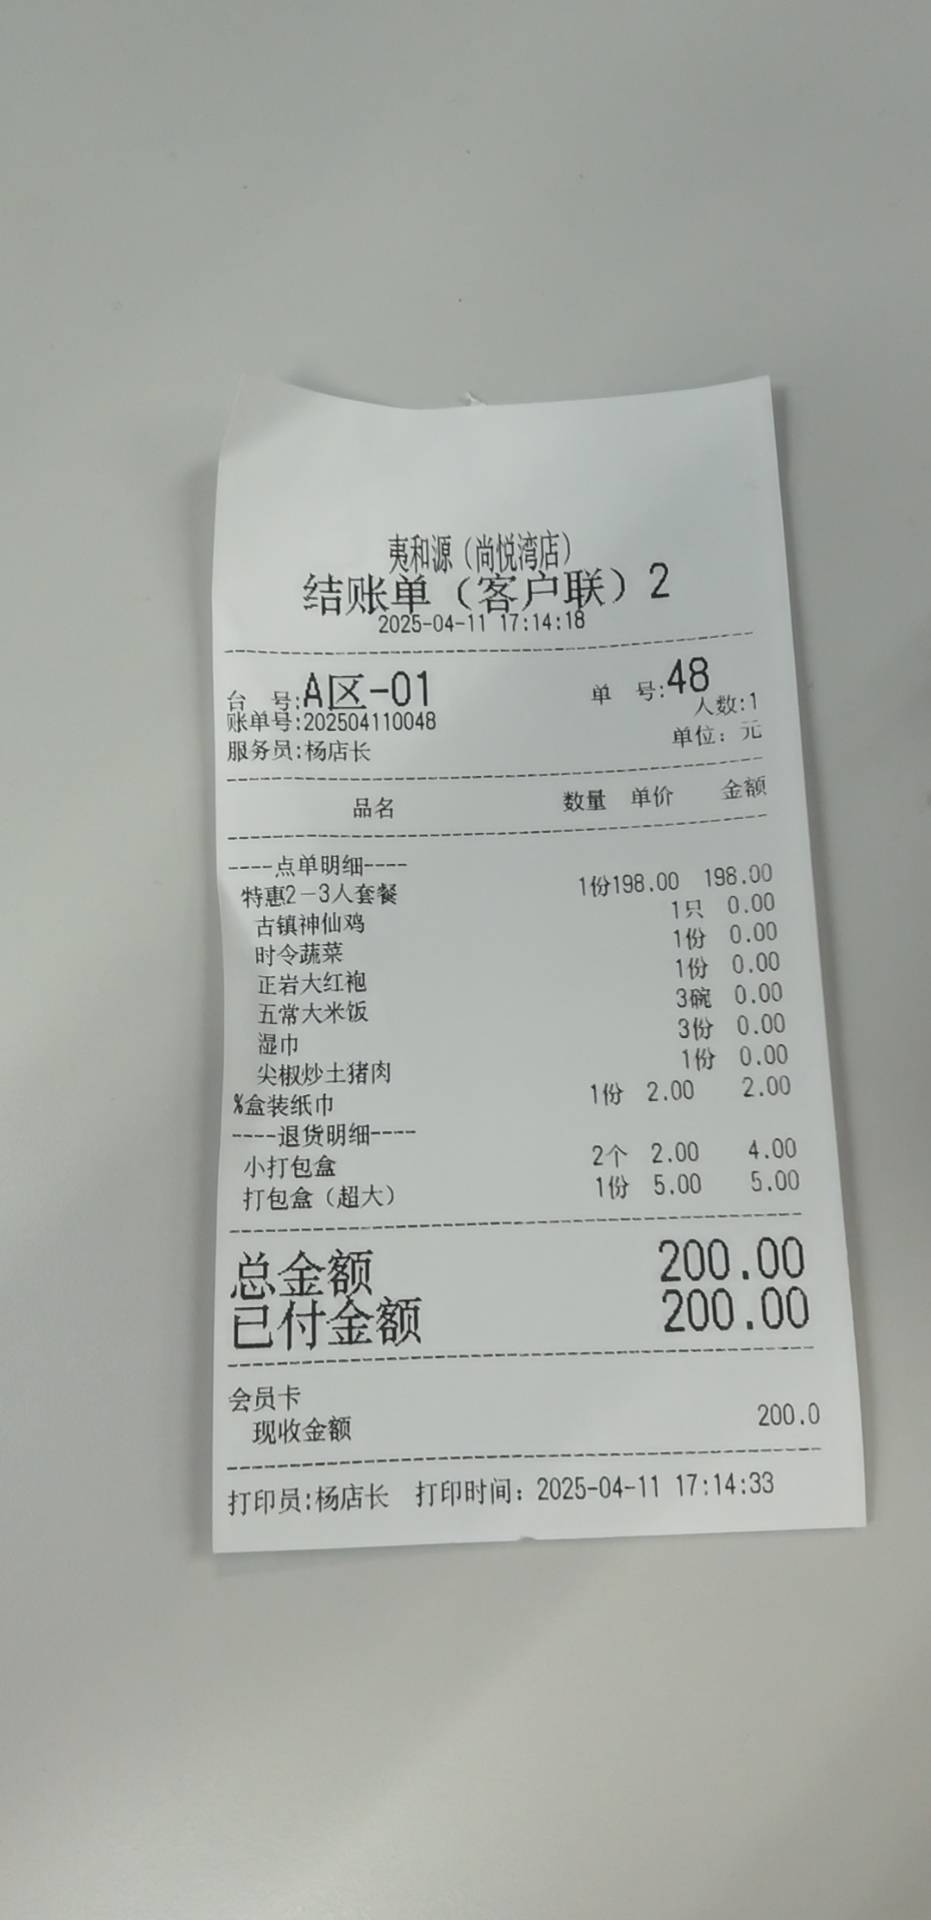 夷和源（尚悦湾店）
结账单（客户联）2
2025-04-11 17:14:18
台 号:A区-01 单 号:48
账单号:202504110048 人数:1
服务员:杨店长 单位：元
品名 数量 单价 金额
----点单明细----
特惠2－3人套餐 1份198.00 198.00
古镇神仙鸡 1只 0.00
时令蔬菜 1份 0.00
正岩大红袍 1份 0.00
五常大米饭 3碗 0.00
湿巾 3份 0.00
尖椒炒土猪肉 1份 0.00
%盒装纸巾 1份 2.00 2.00
----退货明细----
小打包盒 2个 2.00 4.00
打包盒（超大） 1份 5.00 5.00
总金额 200.00
已付金额 200.00
会员卡
现收金额 200.0
打印员:杨店长 打印时间：2025-04-11 17:14:33